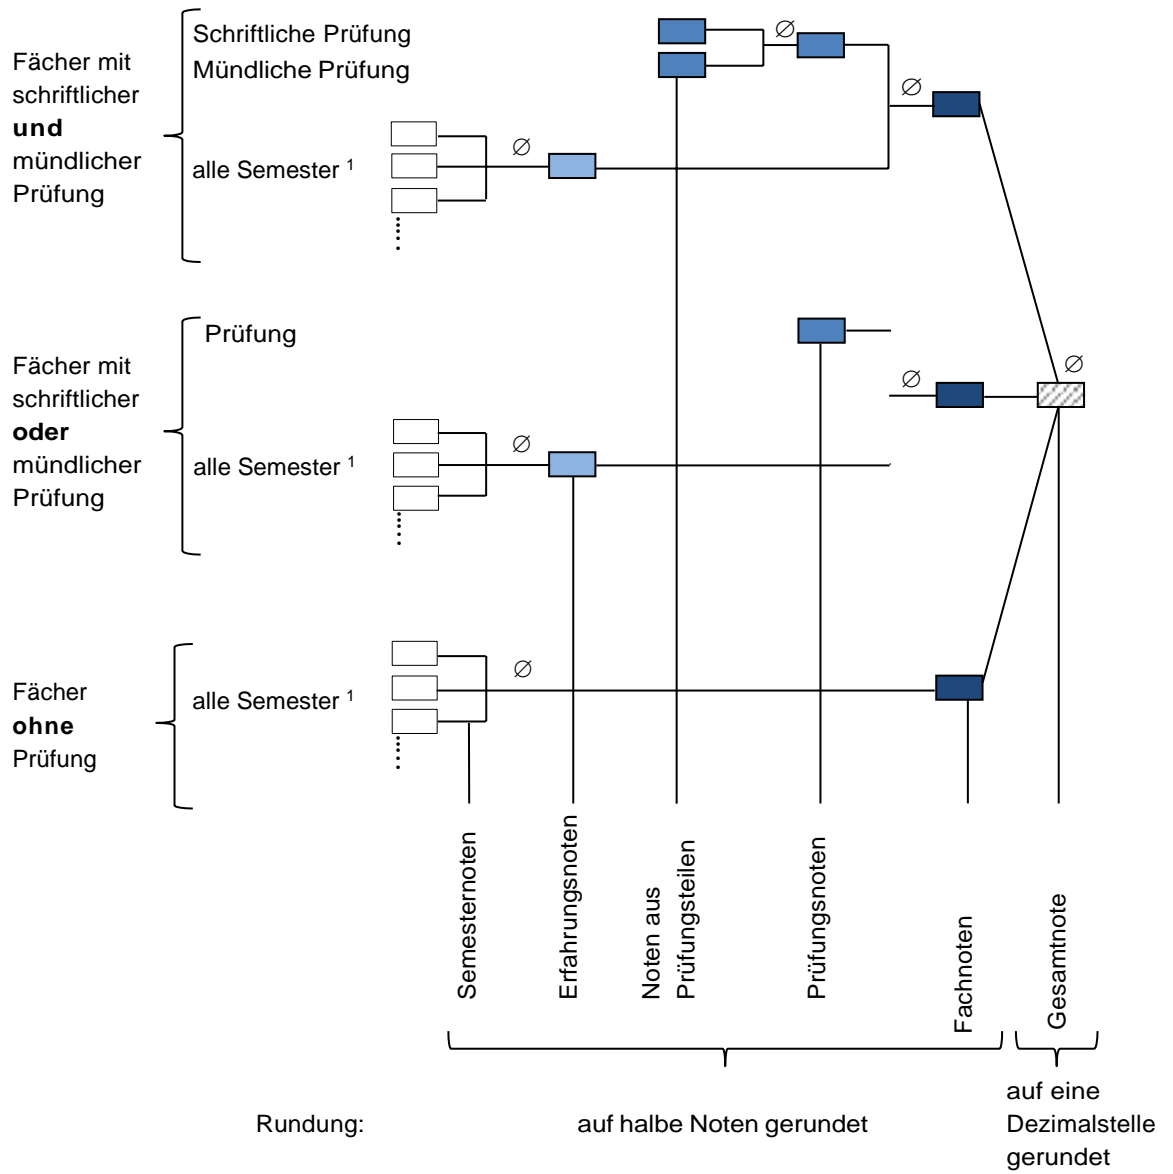 Fächer mit
schriftlicher
und
mündlicher
Prüfung
Schriftliche Prüfung
Mündliche Prüfung
alle Semester ¹
∅
∅
∅
Fächer mit
schriftlicher
oder
mündlicher
Prüfung
Prüfung
alle Semester ¹
∅
∅
∅
Fächer
ohne
Prüfung
alle Semester ¹
∅
Semesternoten
Erfahrungsnoten
Noten aus
Prüfungsteilen
Prüfungsnoten
Fachnoten
Gesamtnote
Rundung:
auf halbe Noten gerundet
auf eine
Dezimalstelle
gerundet